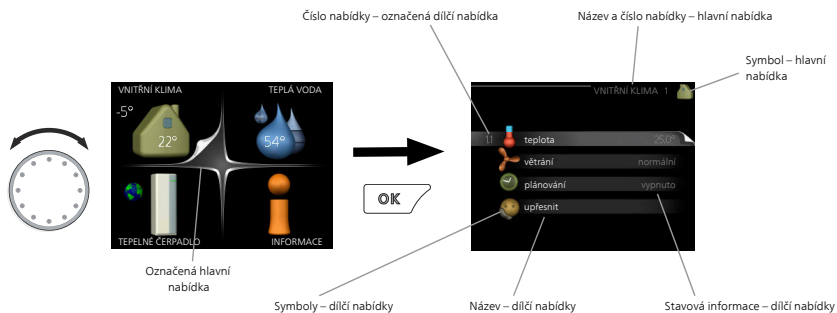 Číslo nabídky – označená dílčí nabídka
Název a číslo nabídky – hlavní nabídka
Symbol – hlavní
nabídka
VNITŘNÍ KLIMA
TEPLÁ VODA
-5°
22°
54°
TEPELNÉ ČERPADLO
INFORMACE
Označená hlavní
nabídka
OK
VNITŘNÍ KLIMA 1
1.1 teplota 25.0°
větrání normální
plánování vypnuto
upřesnit
Symboly – dílčí nabídky
Název – dílčí nabídky
Stavová informace – dílčí nabídky